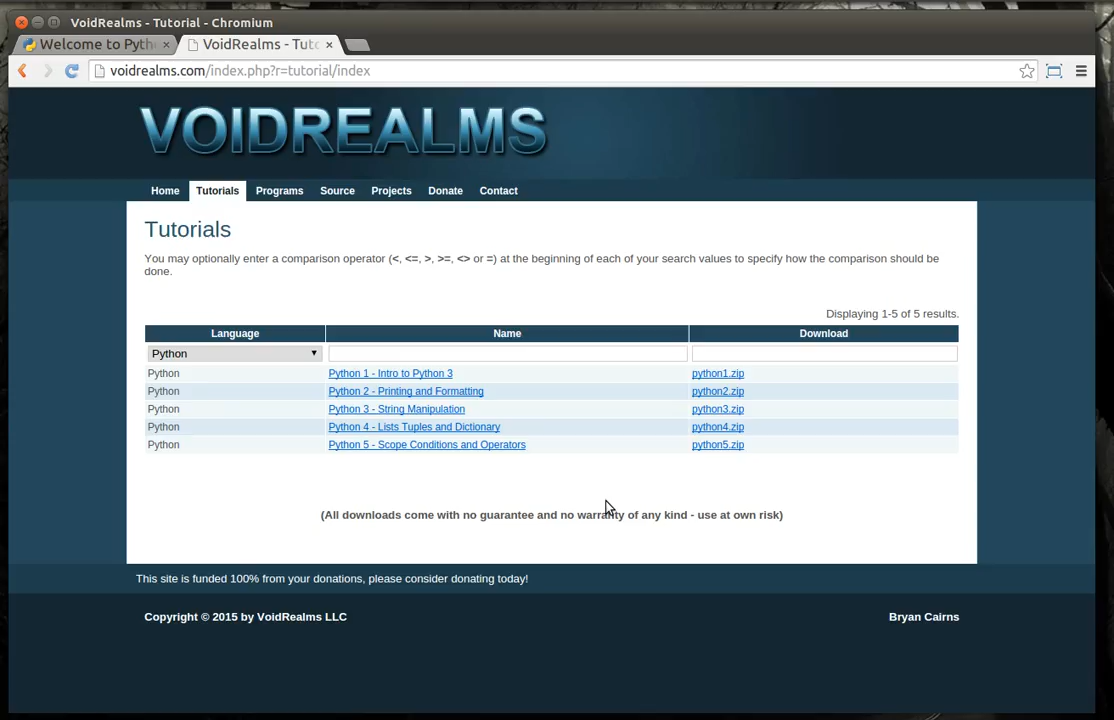 VoidRealms - Tutorial - Chromium
Welcome to Pyth
VoidRealms - Tuto
voidrealms.com/index.php?r=tutorial/index
VOIDREALMS
Home Tutorials Programs Source Projects Donate Contact
Tutorials
You may optionally enter a comparison operator (<, <=, >, >=, <> or =) at the beginning of each of your search values to specify how the comparison should be
done.
Displaying 1-5 of 5 results.
Language Name Download
Python
Python Python 1 - Intro to Python 3 python1.zip
Python Python 2 - Printing and Formatting python2.zip
Python Python 3 - String Manipulation python3.zip
Python Python 4 - Lists Tuples and Dictionary python4.zip
Python Python 5 - Scope Conditions and Operators python5.zip
(All downloads come with no guarantee and no warranty of any kind - use at own risk)
This site is funded 100% from your donations, please consider donating today!
Copyright © 2015 by VoidRealms LLC Bryan Cairns